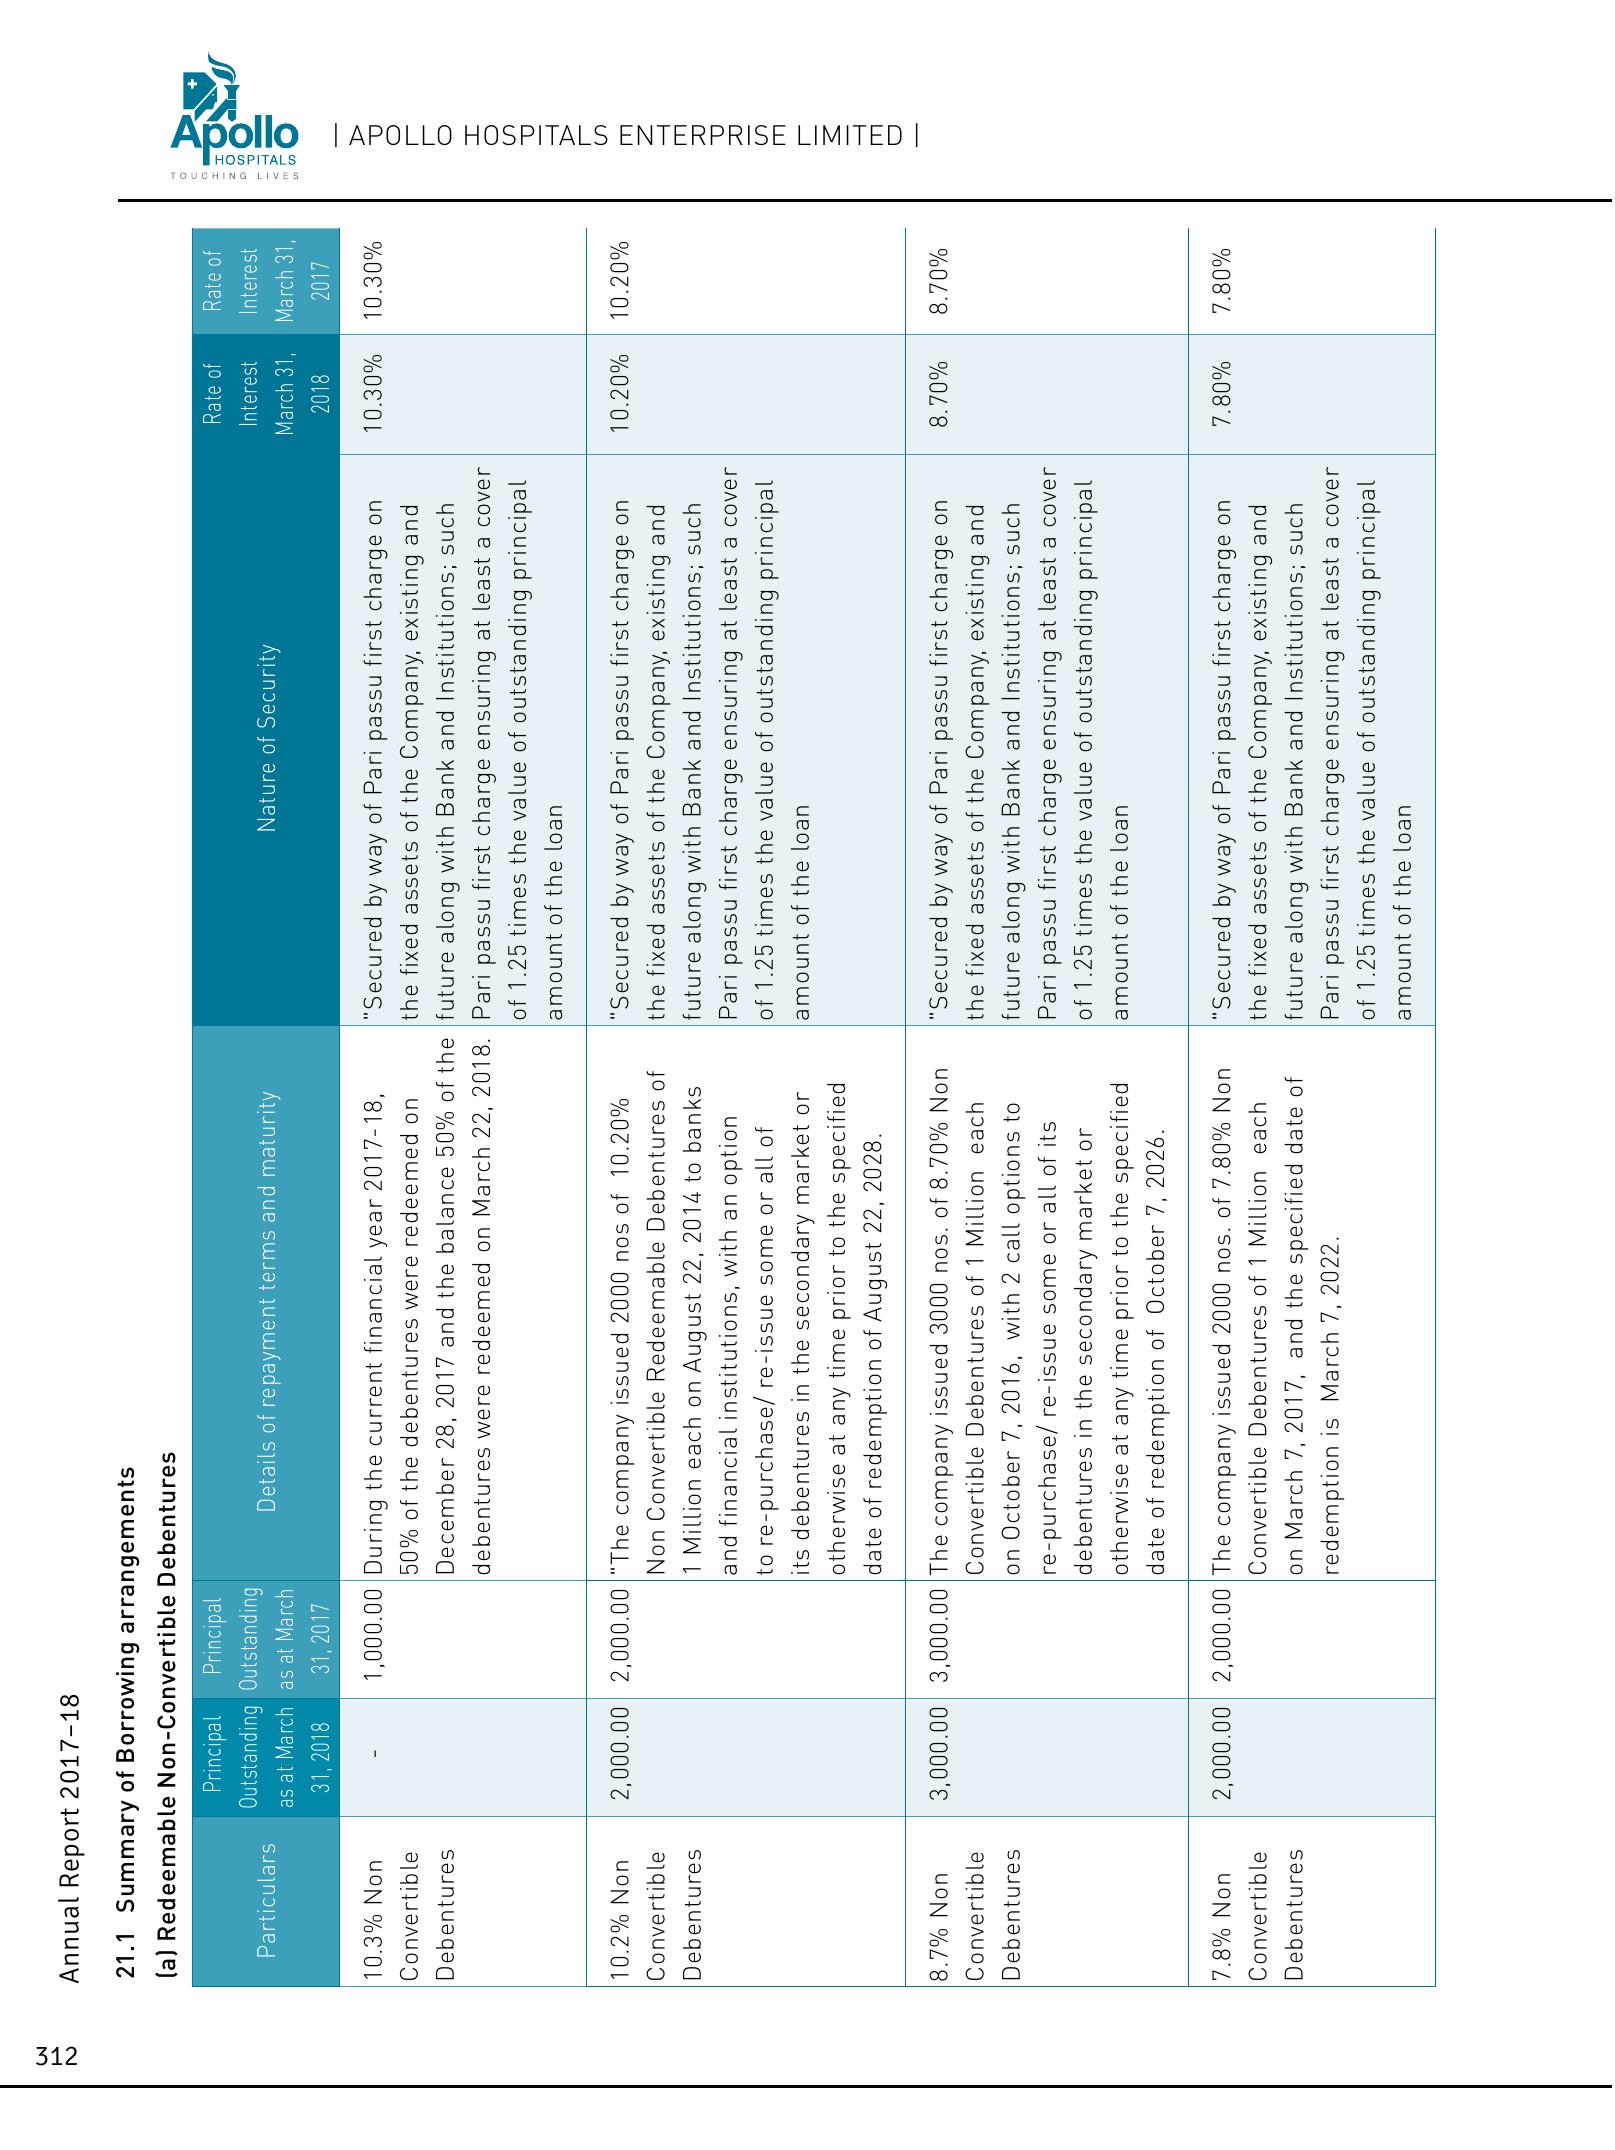 Apollo
HOSPITALS
TOUCHING LIVES
| APOLLO HOSPITALS ENTERPRISE LIMITED |
Annual Report 2017–18
21.1 Summary of Borrowing arrangements
(a) Redeemable Non-Convertible Debentures
Particulars
Principal
Outstanding
as at March
31, 2018
Principal
Outstanding
as at March
31, 2017
Details of repayment terms and maturity
Nature of Security
Rate of
Interest
March 31,
2018
Rate of
Interest
March 31,
2017
10.3% Non -
Convertible
Debentures
-
1,000.00
During the current financial year 2017-18,
50% of the debentures were redeemed on
December 28, 2017 and the balance 50% of the
debentures were redeemed on March 22, 2018.
"Secured by way of Pari passu first charge on
the fixed assets of the Company, existing and
future along with Bank and Institutions; such
Pari passu first charge ensuring at least a cover
of 1.25 times the value of outstanding principal
amount of the loan
10.30%
10.30%
10.2% Non
Convertible
Debentures
2,000.00
2,000.00
"The company issued 2000 nos of 10.20%
Non Convertible Redeemable Debentures of
1 Million each on August 22, 2014 to banks
and financial institutions, with an option
to re-purchase/ re-issue some or all of
its debentures in the secondary market or
otherwise at any time prior to the specified
date of redemption of August 22, 2028.
"Secured by way of Pari passu first charge on
the fixed assets of the Company, existing and
future along with Bank and Institutions; such
Pari passu first charge ensuring at least a cover
of 1.25 times the value of outstanding principal
amount of the loan
10.20%
10.20%
8.7% Non
Convertible
Debentures
3,000.00
3,000.00
The company issued 3000 nos. of 8.70% Non
Convertible Debentures of 1 Million each
on October 7, 2016, with 2 call options to
re-purchase/ re-issue some or all of its
debentures in the secondary market or
otherwise at any time prior to the specified
date of redemption of October 7, 2026.
"Secured by way of Pari passu first charge on
the fixed assets of the Company, existing and
future along with Bank and Institutions; such
Pari passu first charge ensuring at least a cover
of 1.25 times the value of outstanding principal
amount of the loan
8.70%
8.70%
7.8% Non
Convertible
Debentures
2,000.00
2,000.00
The company issued 2000 nos. of 7.80% Non
Convertible Debentures of 1 Million each
on March 7, 2017, and the specified date of
redemption is March 7, 2022.
"Secured by way of Pari passu first charge on
the fixed assets of the Company, existing and
future along with Bank and Institutions; such
Pari passu first charge ensuring at least a cover
of 1.25 times the value of outstanding principal
amount of the loan
7.80%
7.80%
312